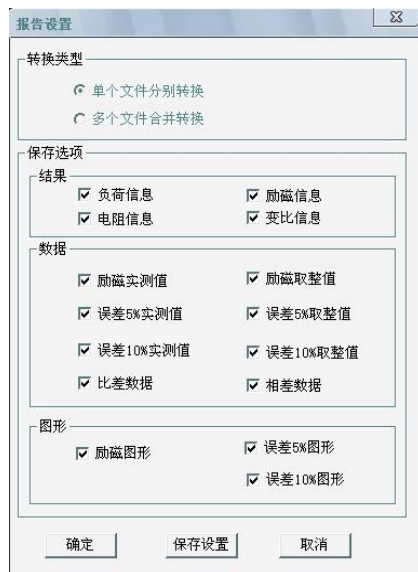 报告设置
转换类型
单个文件分别转换
多个文件合并转换
保存选项
结果
负荷信息 励磁信息
电阻信息 变比信息
数据
励磁实测值 励磁取整值
误差5%实测值 误差5%取整值
误差10%实测值 误差10%取整值
比差数据 相差数据
图形
励磁图形 误差5%图形
误差10%图形
确定 保存设置 取消